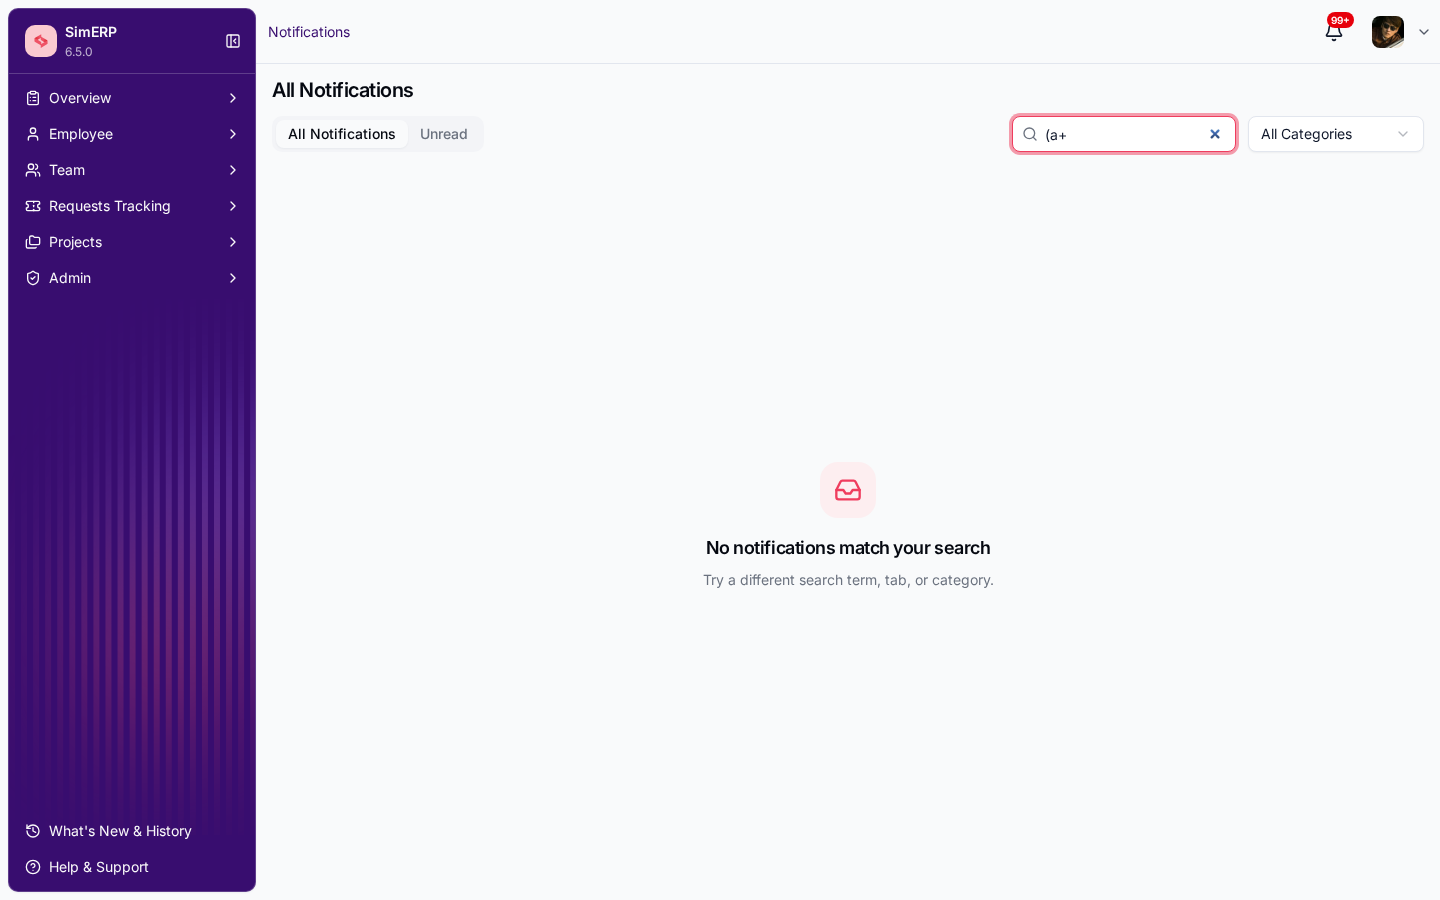 SimERP
6.5.0
Overview
Employee
Team
Requests Tracking
Projects
Admin
What's New & History
Help & Support
Notifications
99+
All Notifications
All Notifications
Unread
(a+
All Categories
No notifications match your search
Try a different search term, tab, or category.